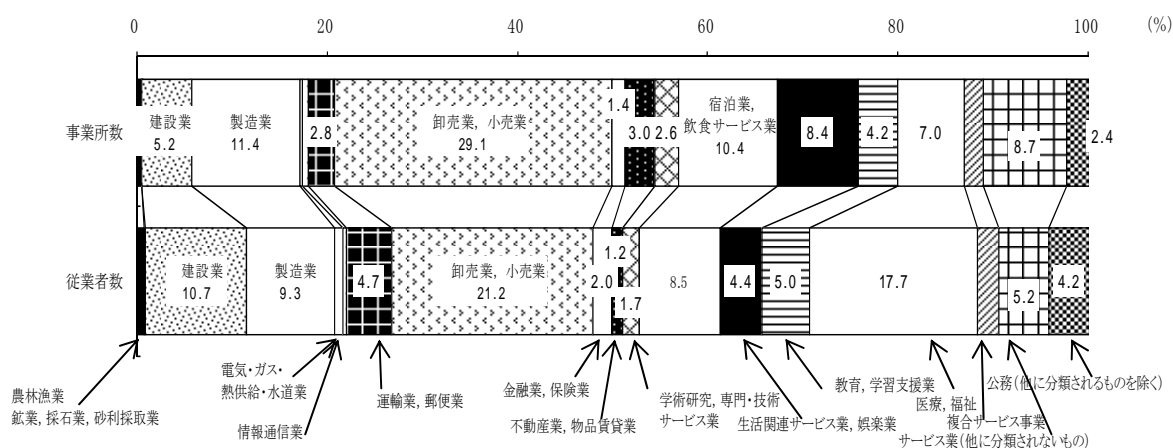 0 20 40 60 80 100 (%)
事業所数
建設業
5.2
製造業
11.4
2.8
卸売業, 小売業
29.1
1.4
3.0
2.6
宿泊業,
飲食サービス業
10.4
8.4
4.2
7.0
8.7
2.4
従業者数
建設業
10.7
製造業
9.3
4.7
卸売業, 小売業
21.2
2.0
1.2
1.7
8.5
4.4
5.0
17.7
5.2
4.2
農林漁業
鉱業, 採石業, 砂利採取業
電気・ガス・
熱供給・水道業
情報通信業
運輸業, 郵便業
金融業, 保険業
不動産業, 物品賃貸業
学術研究, 専門・技術
サービス業
生活関連サービス業, 娯楽業
教育, 学習支援業
医療, 福祉
複合サービス事業
サービス業(他に分類されないもの)
公務(他に分類されるものを除く)